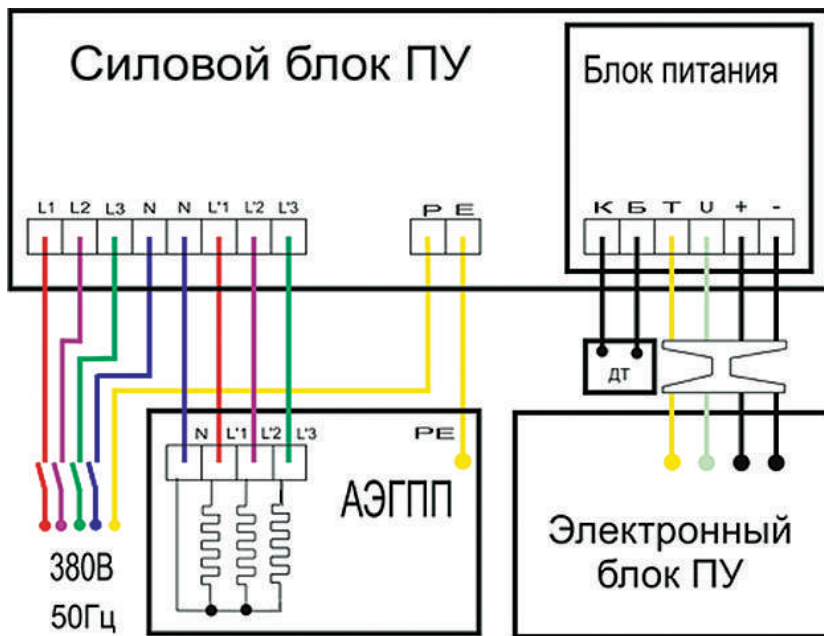 Силовой блок ПУ
Блок питания
L1 L2 L3 N N L'1 L'2 L'3
P E
К Б Т U + -
ДТ
N L'1 L'2 L'3
PE
АЭГПП
380В
50Гц
Электронный
блок ПУ